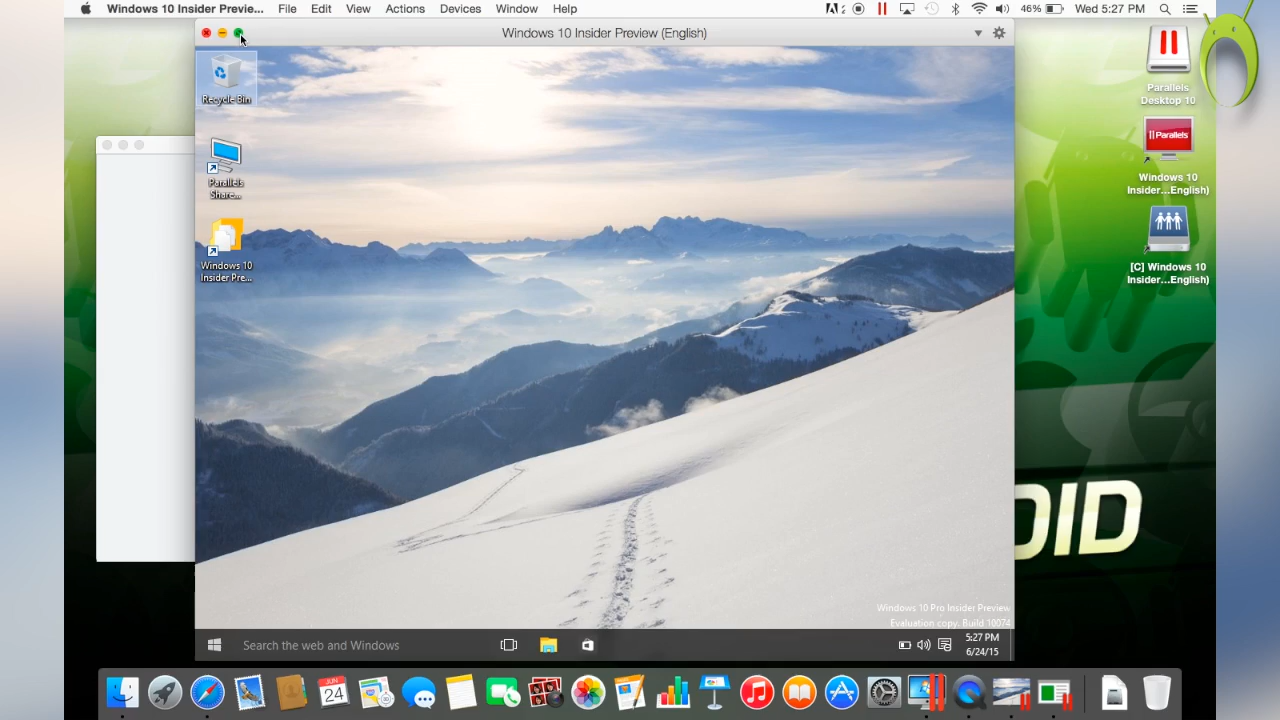 Windows 10 Insider Previe... File Edit View Actions Devices Window Help 46% Wed 5:27 PM
Windows 10 Insider Preview (English)
Recycle Bin
Parallels
Share...
Windows 10
Insider Pre...
Parallels
Desktop 10
Parallels
Windows 10
Insider...English)
[C] Windows 10
Insider...English)
OID
Windows 10 Pro Insider Preview
Evaluation copy. Build 10074
Search the web and Windows
5:27 PM
6/24/15
JUN
24